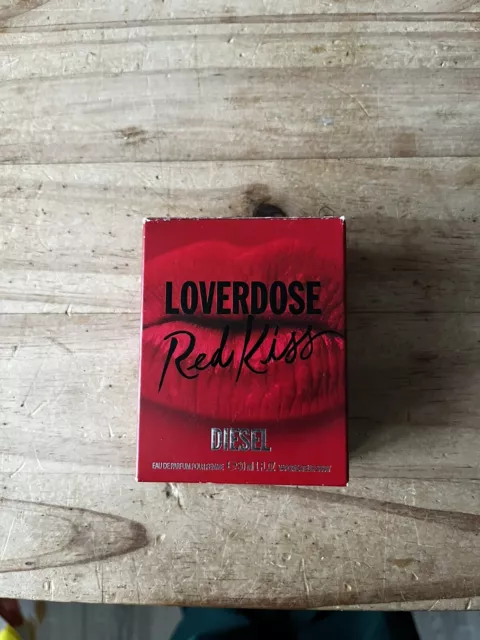 LOVERDOSE
Red Kiss
DIESEL
EAU DE PARFUM POUR FEMME